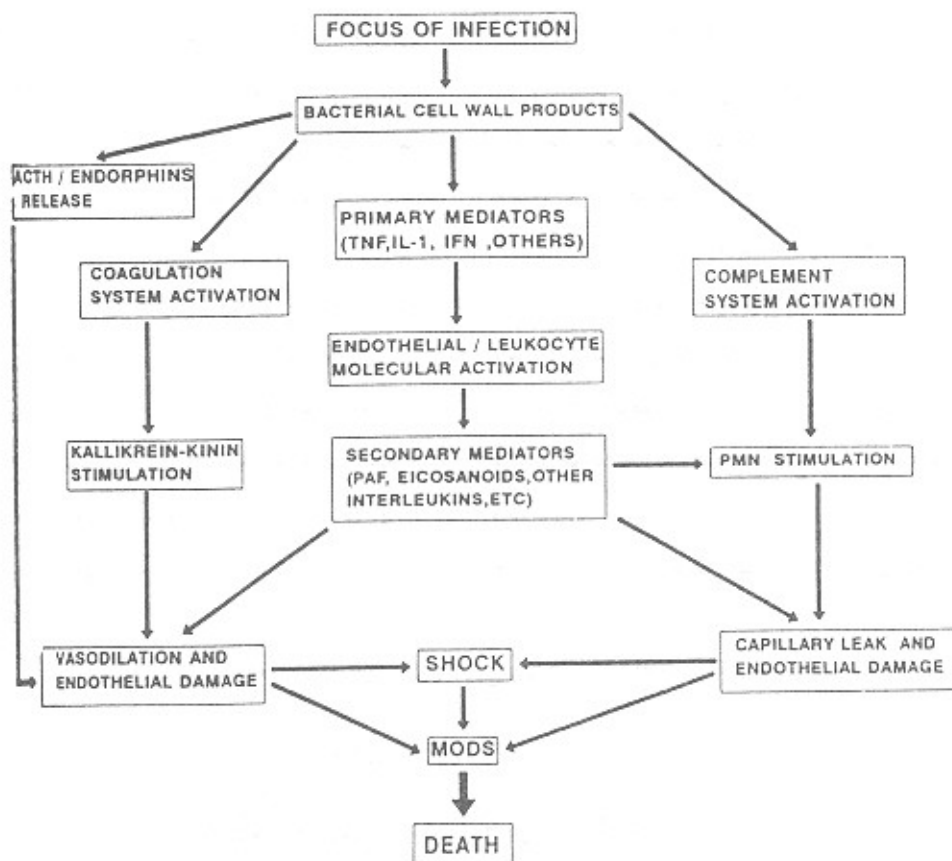 FOCUS OF INFECTION
BACTERIAL CELL WALL PRODUCTS
ACTH / ENDORPHINS
RELEASE
PRIMARY MEDIATORS
(TNF,IL-1, IFN ,OTHERS)
COAGULATION
SYSTEM ACTIVATION
COMPLEMENT
SYSTEM ACTIVATION
ENDOTHELIAL / LEUKOCYTE
MOLECULAR ACTIVATION
KALLIKREIN-KININ
STIMULATION
SECONDARY MEDIATORS
(PAF, EICOSANOIDS,OTHER
INTERLEUKINS,ETC)
PMN STIMULATION
VASODILATION AND
ENDOTHELIAL DAMAGE
SHOCK
CAPILLARY LEAK AND
ENDOTHELIAL DAMAGE
MODS
DEATH